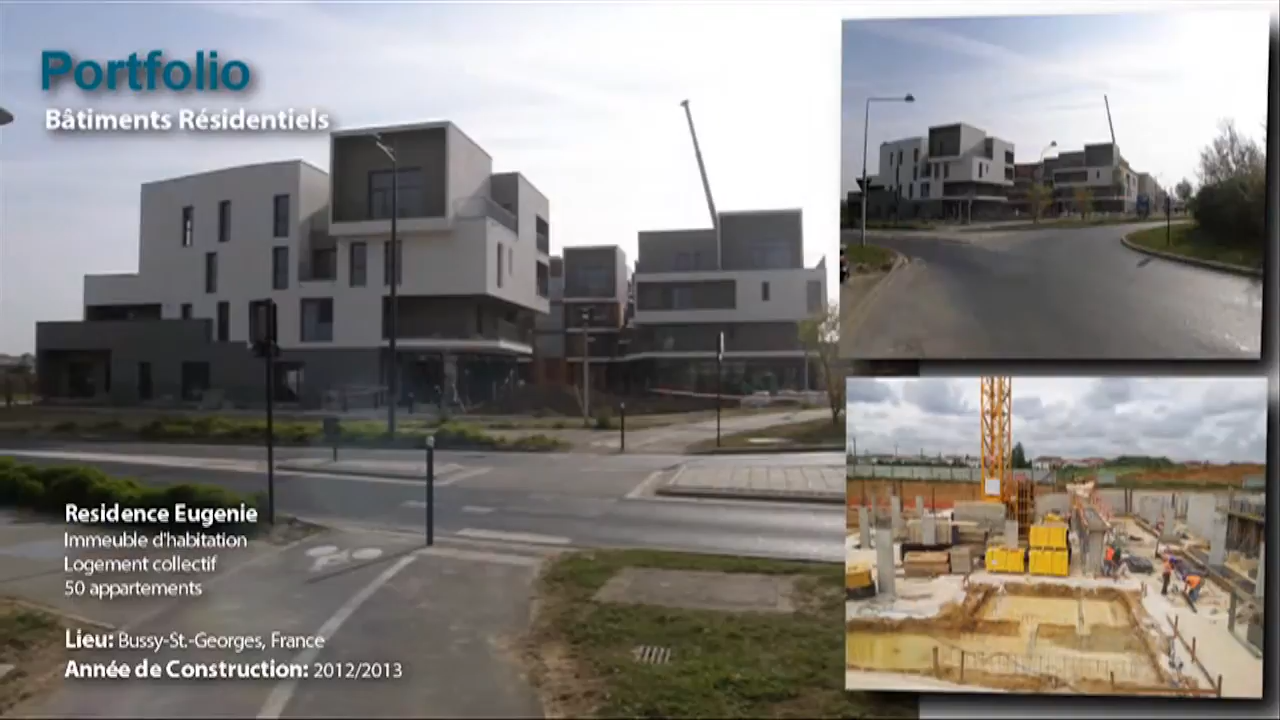 Portfolio
Bâtiments Résidentiels
Residence Eugenie
Immeuble d'habitation
Logement collectif
50 appartements
Lieu: Bussy-St.-Georges, France
Année de Construction: 2012/2013